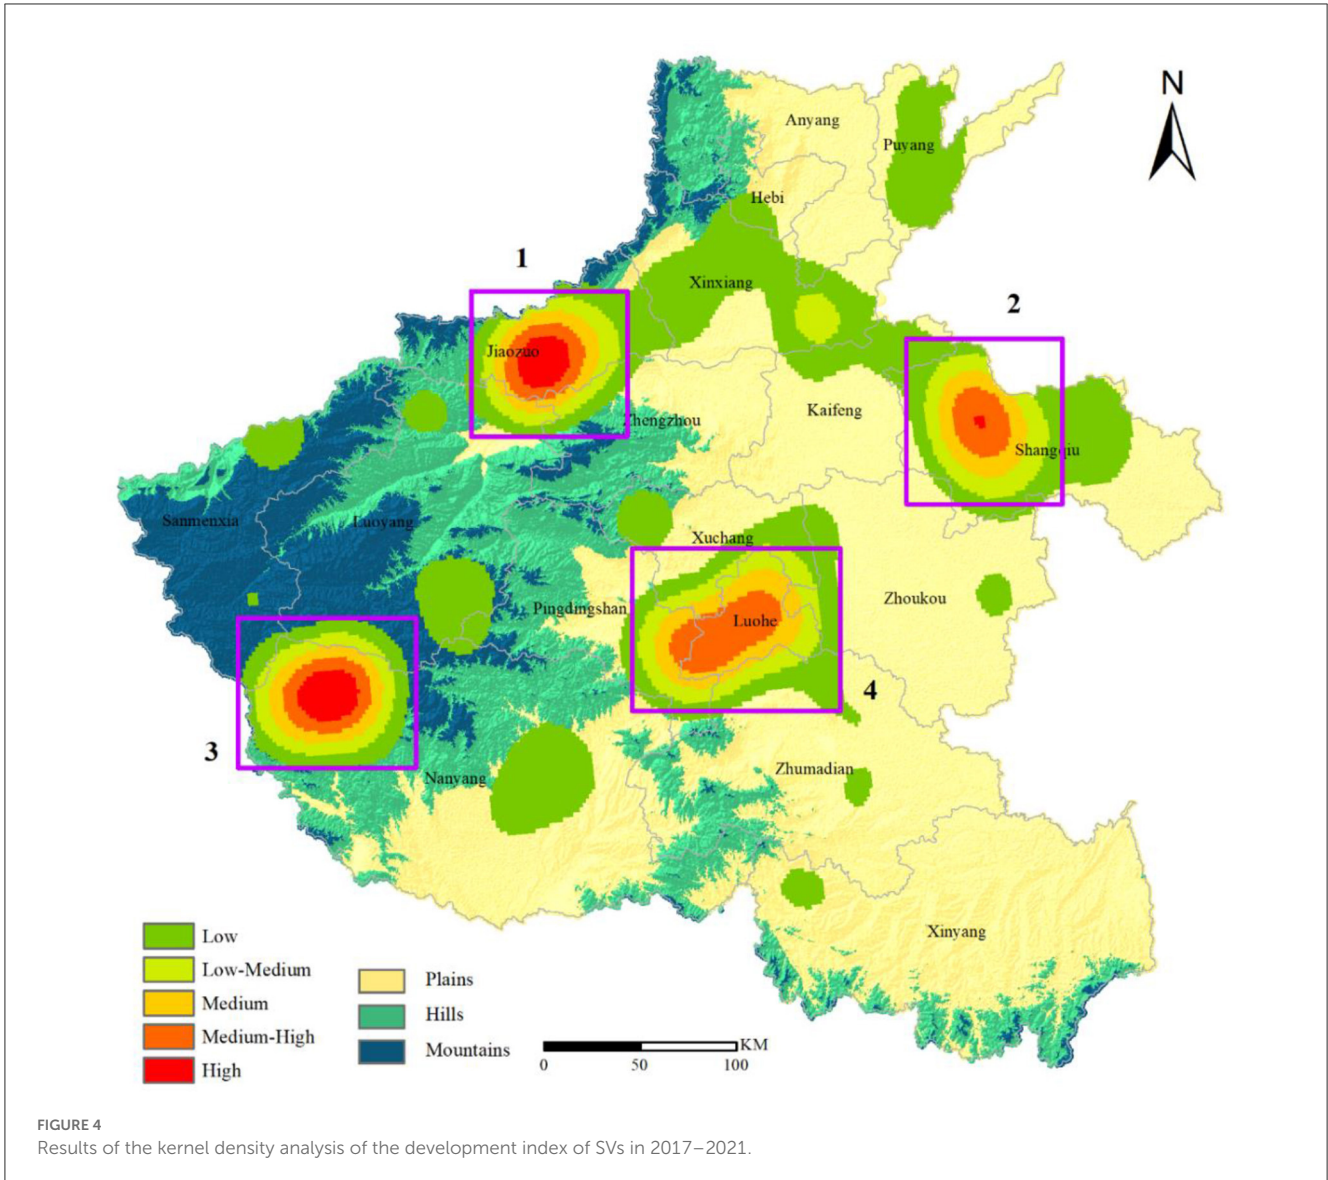 N
Anyang
Puyang
Hebi
1
Xinxiang
2
Jiaozuo
Kaifeng
Zhengzhou
Shangqiu
Sanmenxia
Luoyang
Xuchang
Pingdingshan
Zhoukou
Luohe
4
3
Nanyang
Zhumadian
Xinyang
Low
Low-Medium
Medium
Medium-High
High
Plains
Hills
Mountains
KM
0 50 100
FIGURE 4
Results of the kernel density analysis of the development index of SVs in 2017–2021.